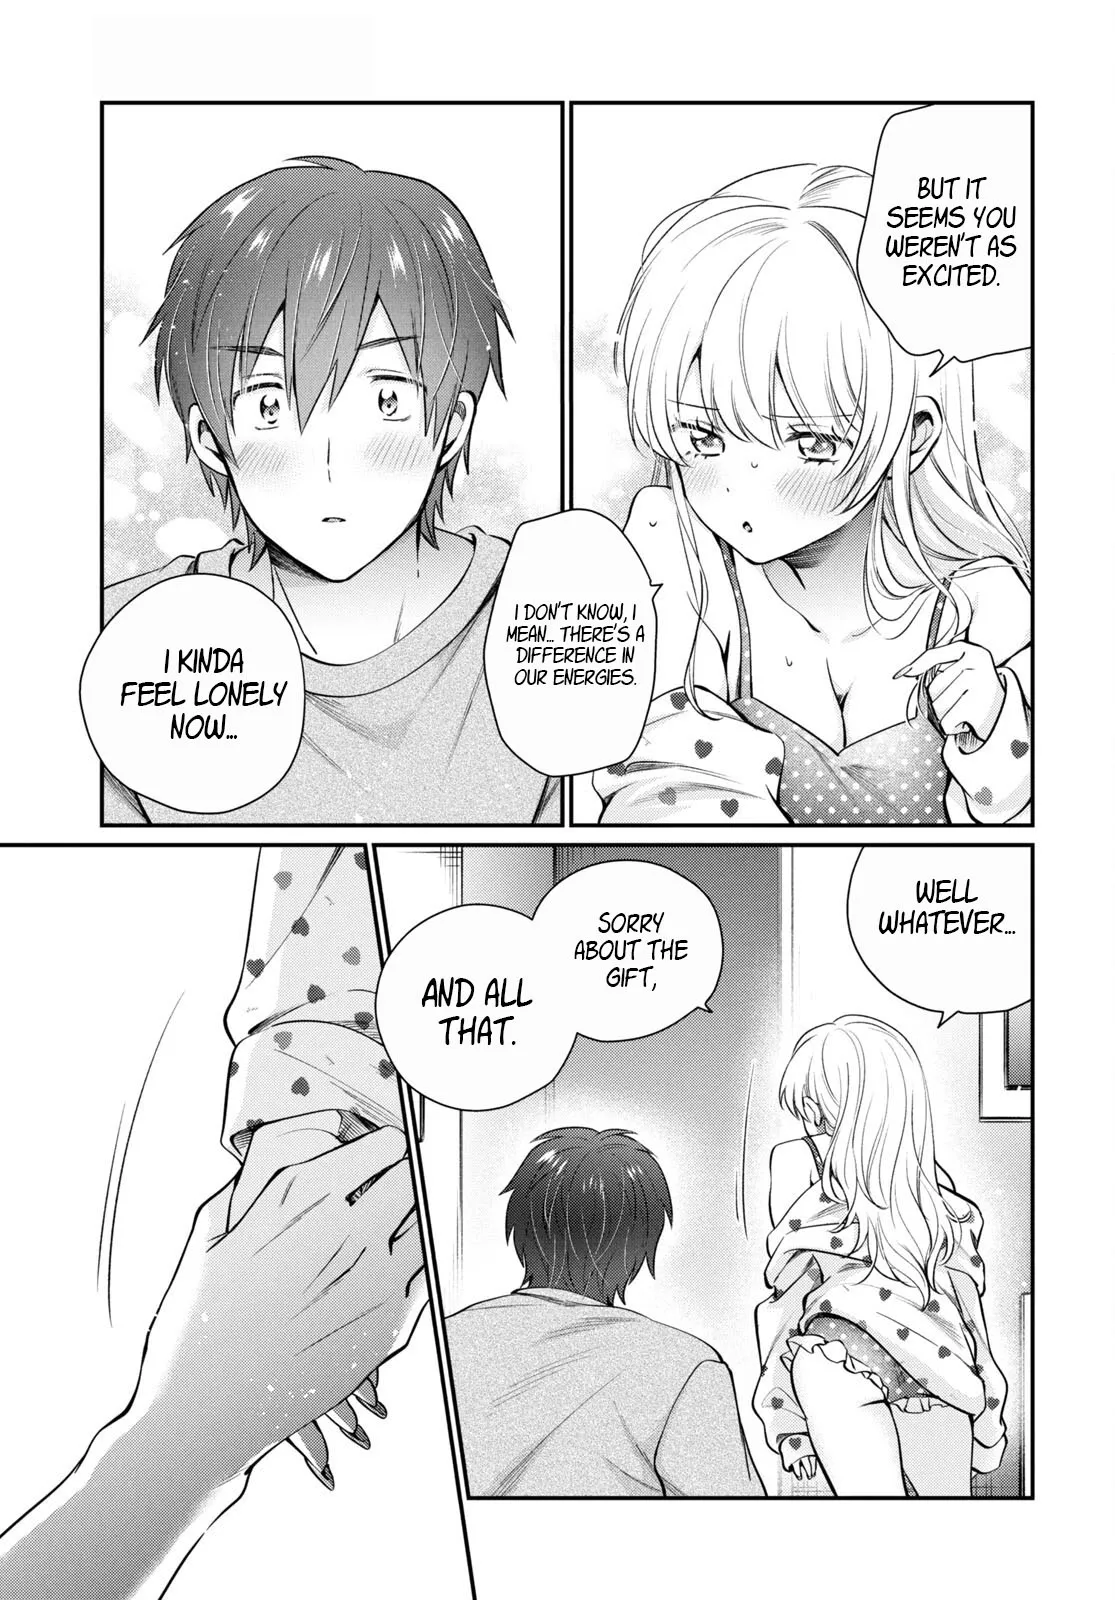 BUT IT
SEEMS YOU
WEREN'T AS
EXCITED.
I DON'T KNOW, I
MEAN... THERE'S A
DIFFERENCE IN
OUR ENERGIES.
I KINDA
FEEL LONELY
NOW...
WELL
WHATEVER...
SORRY
ABOUT THE
GIFT,
AND ALL
THAT.